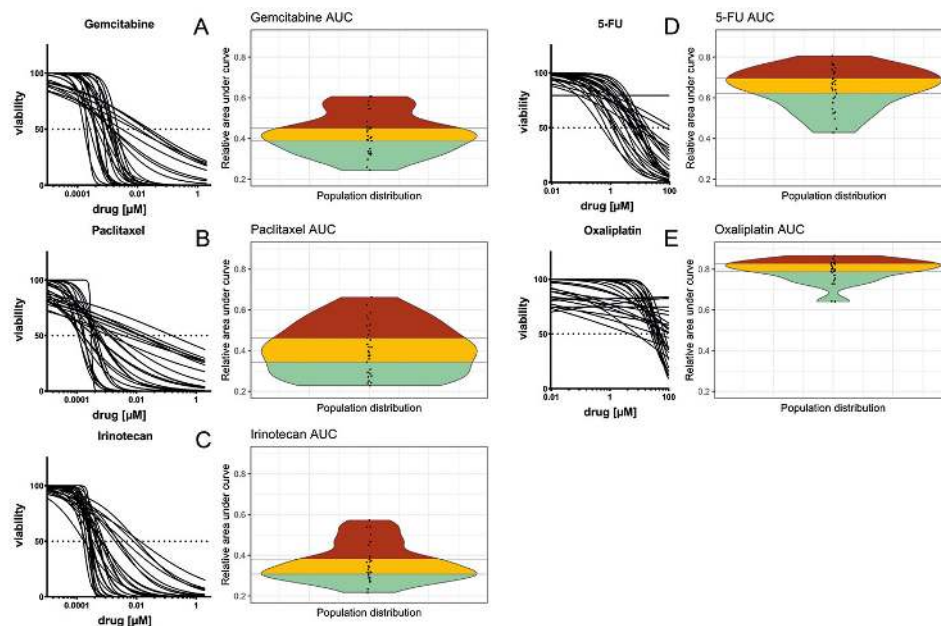 Gemcitabine
A
Gemcitabine AUC
100
50
0
viability
0.0001
0.01
1
drug [µM]
0.8
0.6
0.4
0.2
Relative area under curve
Population distribution
5-FU
D
5-FU AUC
100
50
0
viability
0.01
1
100
drug [µM]
0.8
0.6
0.4
0.2
Relative area under curve
Population distribution
Paclitaxel
B
Paclitaxel AUC
100
50
0
viability
0.0001
0.01
1
drug [µM]
0.8
0.6
0.4
0.2
Relative area under curve
Population distribution
Oxaliplatin
E
Oxaliplatin AUC
100
50
0
viability
0.01
1
100
drug [µM]
0.8
0.6
0.4
0.2
Relative area under curve
Population distribution
Irinotecan
C
Irinotecan AUC
100
50
0
viability
0.0001
0.01
1
drug [µM]
0.8
0.6
0.4
0.2
Relative area under curve
Population distribution